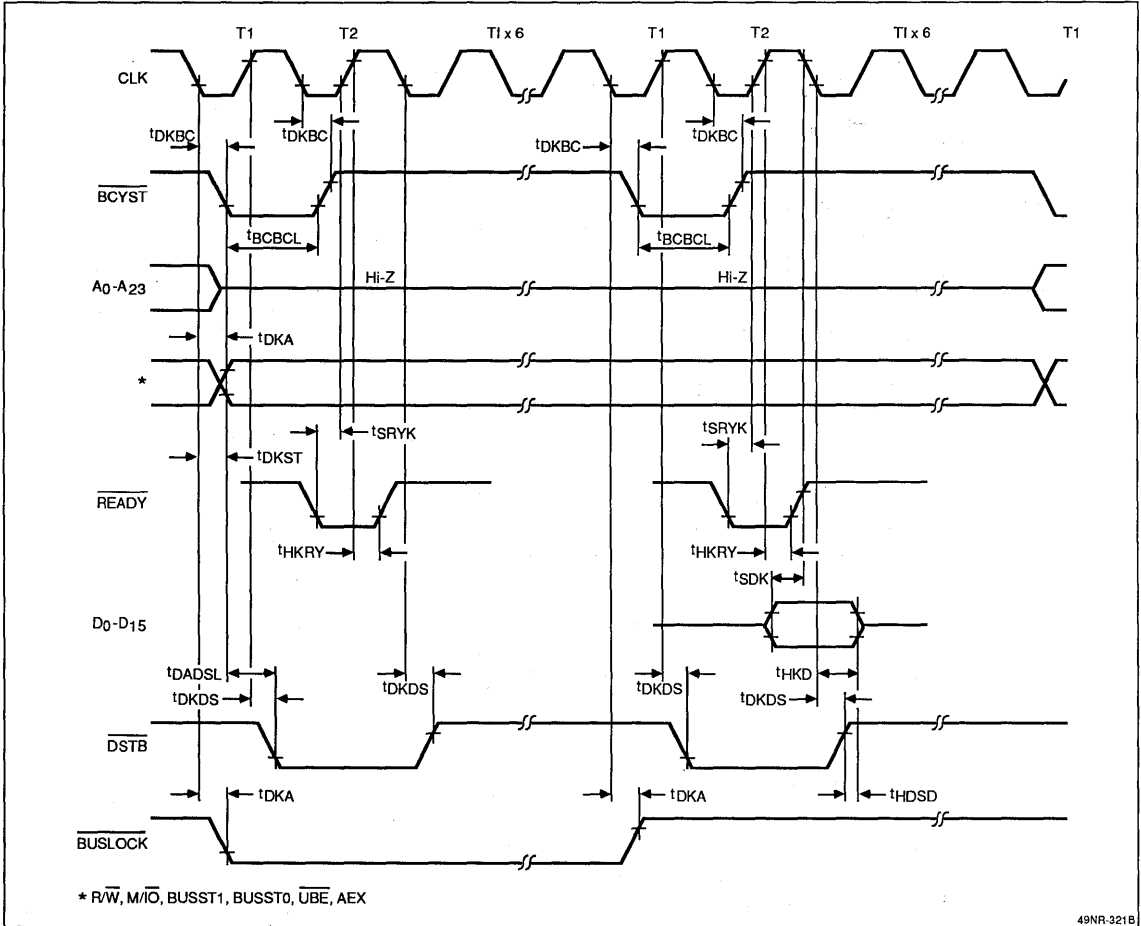 T1 T2 TI x 6 T1 T2 TI x 6 T1
CLK
tDKBC tDKBC tDKBC tDKBC
BCYST
tBCBCL tBCBCL
A0-A23 Hi-Z Hi-Z
tDKA
*
tSRYK tSRYK
tDKST
READY
tHKRY tHKRY
tSDK
D0-D15
tDADSL tDKDS tDKDS tHKD
tDKDS tDKDS
DSTB
tDKA tDKA tHDSD
BUSLOCK
* R/W, M/IO, BUSST1, BUSST0, UBE, AEX
49NR-321B